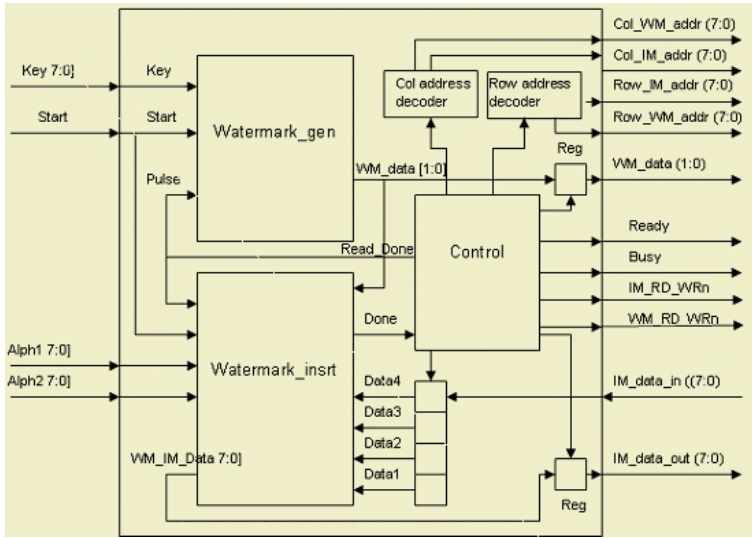 Col_WM_addr (7:0)
Col_IM_addr (7:0)
Key 7:0]
Key
Col address
decoder
Row address
decoder
Row_IM_addr (7:0)
Start
Start
Watermark_gen
Row_WM_addr (7:0)
Reg
Pulse
WM_data [1:0]
WM_data (1:0)
Read_Done
Control
Ready
Busy
IM_RD_WRn
Done
WM_RD_WRn
Alph1 7:0]
Watermark_insrt
Alph2 7:0]
Data4
IM_data_in ((7:0)
Data3
Data2
WM_IM_Data 7:0]
Data1
IM_data_out (7:0)
Reg